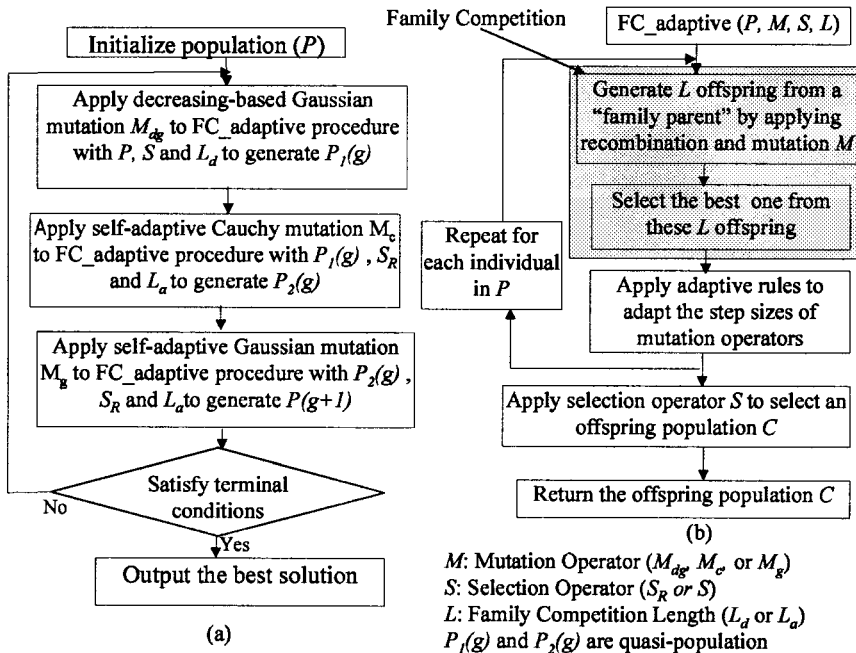 Initialize population (P)
Apply decreasing-based Gaussian
mutation M_dg to FC_adaptive procedure
with P, S and L_d to generate P_1(g)
Apply self-adaptive Cauchy mutation M_c
to FC_adaptive procedure with P_1(g) , S_R
and L_a to generate P_2(g)
Apply self-adaptive Gaussian mutation
M_g to FC_adaptive procedure with P_2(g) ,
S_R and L_a to generate P(g+1)
Satisfy terminal
conditions
No
Yes
Output the best solution
(a)
Family Competition
FC_adaptive (P, M, S, L)
Generate L offspring from a
“family parent” by applying
recombination and mutation M
Select the best one from
these L offspring
Repeat for
each individual
in P
Apply adaptive rules to
adapt the step sizes of
mutation operators
Apply selection operator S to select an
offspring population C
Return the offspring population C
(b)
M: Mutation Operator (M_dg, M_c, or M_g)
S: Selection Operator (S_R or S)
L: Family Competition Length (L_d or L_a)
P_1(g) and P_2(g) are quasi-population